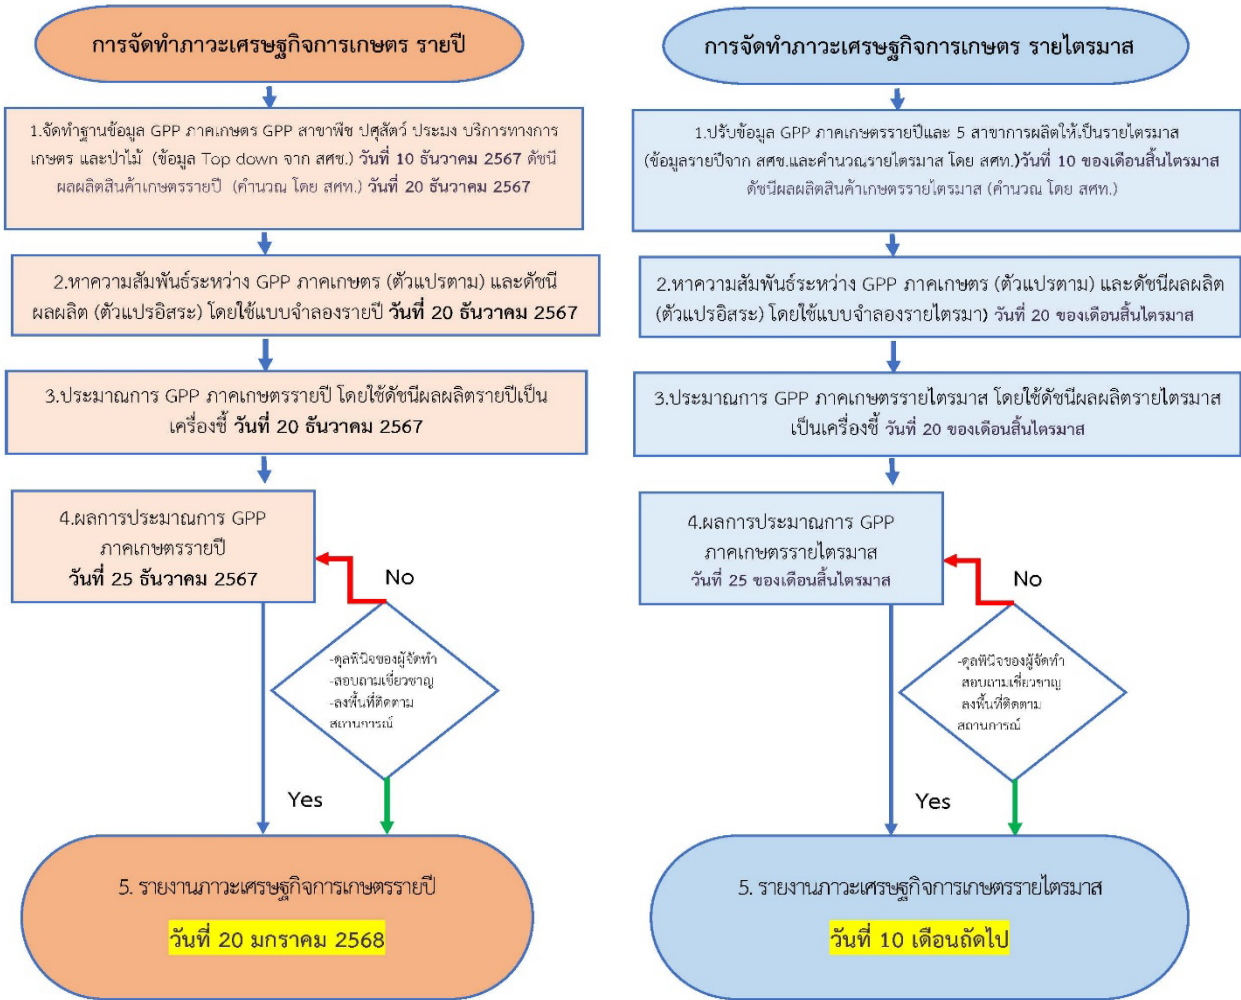 การจัดทำภาวะเศรษฐกิจการเกษตร รายปี
1.จัดทำฐานข้อมูล GPP ภาคเกษตร GPP สาขาพืช ปศุสัตว์ ประมง บริการทางการ
เกษตร และป่าไม้ (ข้อมูล Top down จาก สศช.) วันที่ 10 ธันวาคม 2567 ดัชนี
ผลผลิตสินค้าเกษตรรายปี (คำนวณ โดย สศท.) วันที่ 20 ธันวาคม 2567
2.หาความสัมพันธ์ระหว่าง GPP ภาคเกษตร (ตัวแปรตาม) และดัชนี
ผลผลิต (ตัวแปรอิสระ) โดยใช้แบบจำลองรายปี วันที่ 20 ธันวาคม 2567
3.ประมาณการ GPP ภาคเกษตรรายปี โดยใช้ดัชนีผลผลิตรายปีเป็น
เครื่องชี้ วันที่ 20 ธันวาคม 2567
4.ผลการประมาณการ GPP
ภาคเกษตรรายปี
วันที่ 25 ธันวาคม 2567
No
-ดุลพินิจของผู้จัดทำ
-สอบถามเชี่ยวชาญ
-ลงพื้นที่ติดตาม
สถานการณ์
Yes
5. รายงานภาวะเศรษฐกิจการเกษตรรายปี
วันที่ 20 มกราคม 2568
การจัดทำภาวะเศรษฐกิจการเกษตร รายไตรมาส
1.ปรับข้อมูล GPP ภาคเกษตรรายปีและ 5 สาขาการผลิตให้เป็นรายไตรมาส
(ข้อมูลรายปีจาก สศช.และคำนวณรายไตรมาส โดย สศท.)วันที่ 10 ของเดือนสิ้นไตรมาส
ดัชนีผลผลิตสินค้าเกษตรรายไตรมาส (คำนวณ โดย สศท.)
2.หาความสัมพันธ์ระหว่าง GPP ภาคเกษตร (ตัวแปรตาม) และดัชนีผลผลิต
(ตัวแปรอิสระ) โดยใช้แบบจำลองรายไตรมา) วันที่ 20 ของเดือนสิ้นไตรมาส
3.ประมาณการ GPP ภาคเกษตรรายไตรมาส โดยใช้ดัชนีผลผลิตรายไตรมาส
เป็นเครื่องชี้ วันที่ 20 ของเดือนสิ้นไตรมาส
4.ผลการประมาณการ GPP
ภาคเกษตรรายไตรมาส
วันที่ 25 ของเดือนสิ้นไตรมาส
No
-ดุลพินิจของผู้จัดทำ
สอบถามเชี่ยวชาญ
ลงพื้นที่ติดตาม
สถานการณ์
Yes
5. รายงานภาวะเศรษฐกิจการเกษตรรายไตรมาส
วันที่ 10 เดือนถัดไป